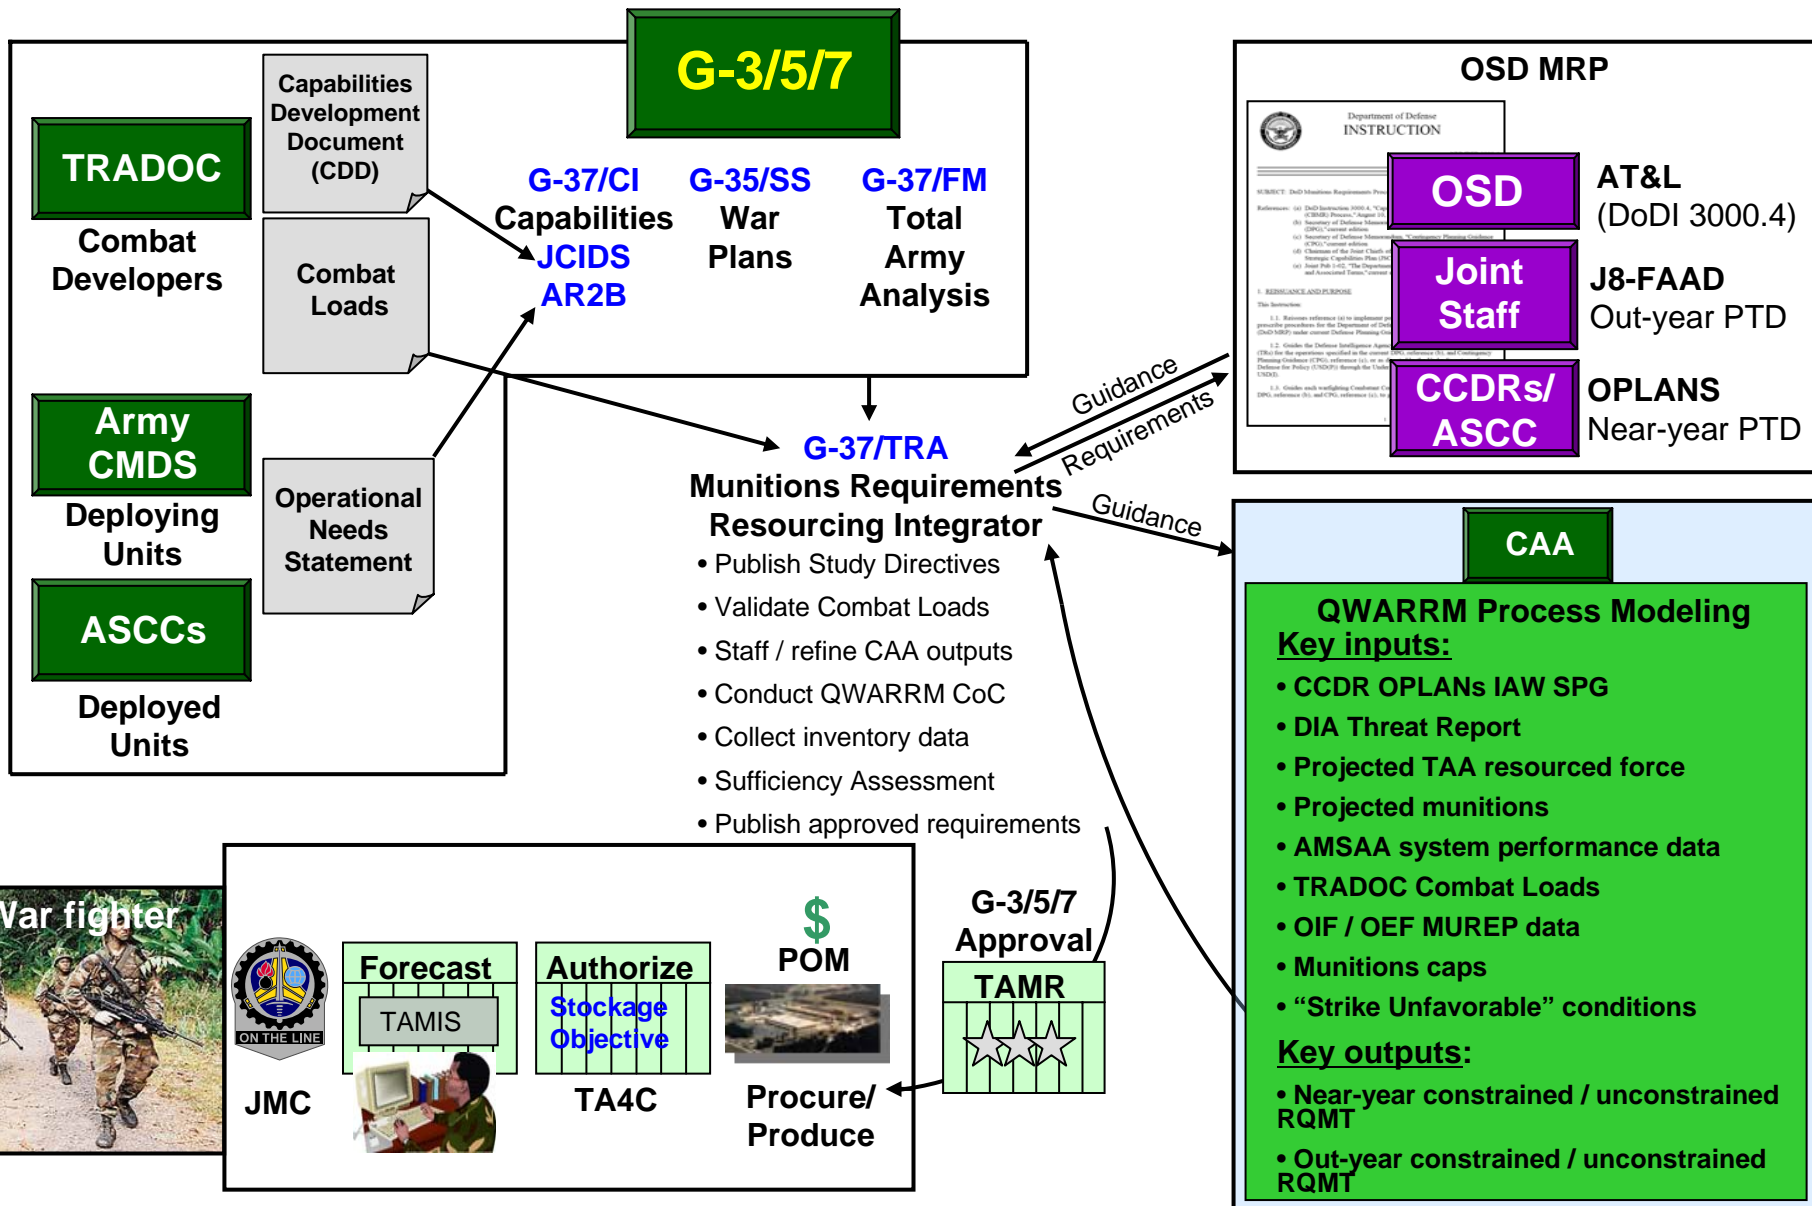 G-3/5/7
TRADOC
Combat
Developers
Capabilities
Development
Document
(CDD)
Combat
Loads
G-37/CI
Capabilities
JCIDS
AR2B
G-35/SS
War
Plans
G-37/FM
Total
Army
Analysis
Army
CMDS
Deploying
Units
Operational
Needs
Statement
ASCCs
Deployed
Units
G-37/TRA
Munitions Requirements
Resourcing Integrator
• Publish Study Directives
• Validate Combat Loads
• Staff / refine CAA outputs
• Conduct QWARRM CoC
• Collect inventory data
• Sufficiency Assessment
• Publish approved requirements
Guidance
Requirements
Guidance
OSD MRP
Department of Defense
INSTRUCTION
OSD
AT&L
(DoDI 3000.4)
Joint
Staff
J8-FAAD
Out-year PTD
CCDRs/
ASCC
OPLANS
Near-year PTD
1. REISSUANCE AND PURPOSE
This Instruction:
CAA
QWARRM Process Modeling
Key inputs:
• CCDR OPLANs IAW SPG
• DIA Threat Report
• Projected TAA resourced force
• Projected munitions
• AMSAA system performance data
• TRADOC Combat Loads
• OIF / OEF MUREP data
• Munitions caps
• “Strike Unfavorable” conditions
Key outputs:
• Near-year constrained / unconstrained
RQMT
• Out-year constrained / unconstrained
RQMT
War fighter
ON THE LINE
JMC
Forecast
TAMIS
Authorize
Stockage
Objective
TA4C
$
POM
Procure/
Produce
G-3/5/7
Approval
TAMR